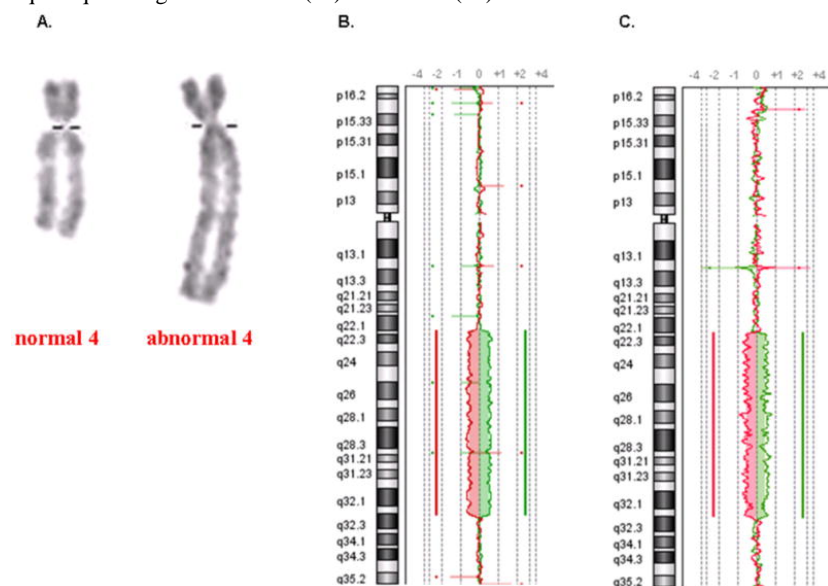 A.
normal 4 abnormal 4
B.
-4 -2 -1 0 +1 +2 +4
p16.2
p15.33
p15.31
p15.1
p13
q13.1
q13.3
q21.21
q21.23
q22.1
q22.3
q24
q26
q28.1
q28.3
q31.21
q31.23
q32.1
q32.3
q34.1
q34.3
q35.2
C.
-4 -2 -1 0 +1 +2 +4
p16.2
p15.33
p15.31
p15.1
p13
q13.1
q13.3
q21.21
q21.23
q22.1
q22.3
q24
q26
q28.1
q28.3
q31.21
q31.23
q32.1
q32.3
q34.1
q34.3
q35.2